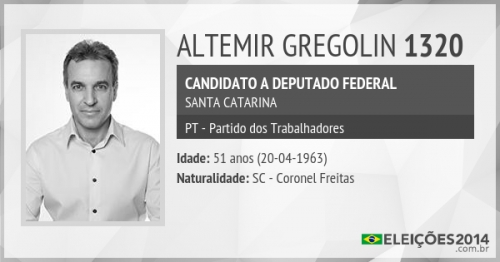 ALTEMIR GREGOLIN 1320
CANDIDATO A DEPUTADO FEDERAL
SANTA CATARINA
PT - Partido dos Trabalhadores
Idade: 51 anos (20-04-1963)
Naturalidade: SC - Coronel Freitas
ELEIÇÕES2014
.com.br